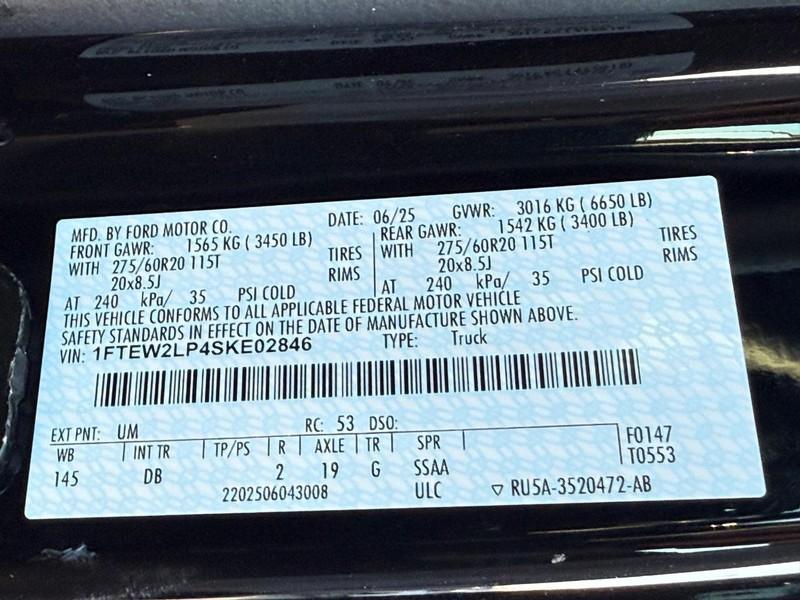 MFD. BY FORD MOTOR CO. DATE: 06/25 GVWR: 3016 KG ( 6650 LB)
FRONT GAWR: 1565 KG ( 3450 LB) REAR GAWR: 1542 KG ( 3400 LB)
WITH 275/60R20 115T TIRES WITH 275/60R20 115T TIRES
20x8.5J RIMS 20x8.5J RIMS
AT 240 kPa/ 35 PSI COLD AT 240 kPa/ 35 PSI COLD
THIS VEHICLE CONFORMS TO ALL APPLICABLE FEDERAL MOTOR VEHICLE
SAFETY STANDARDS IN EFFECT ON THE DATE OF MANUFACTURE SHOWN ABOVE.
VIN: 1FTEW2LP4SKE02846 TYPE: Truck
EXT PNT: UM RC: 53 DSO:
WB INT TR TP/PS R AXLE TR SPR F0147
145 DB 2 19 G SSAA T0553
2202506043008 ULC ▽ RU5A-3520472-AB